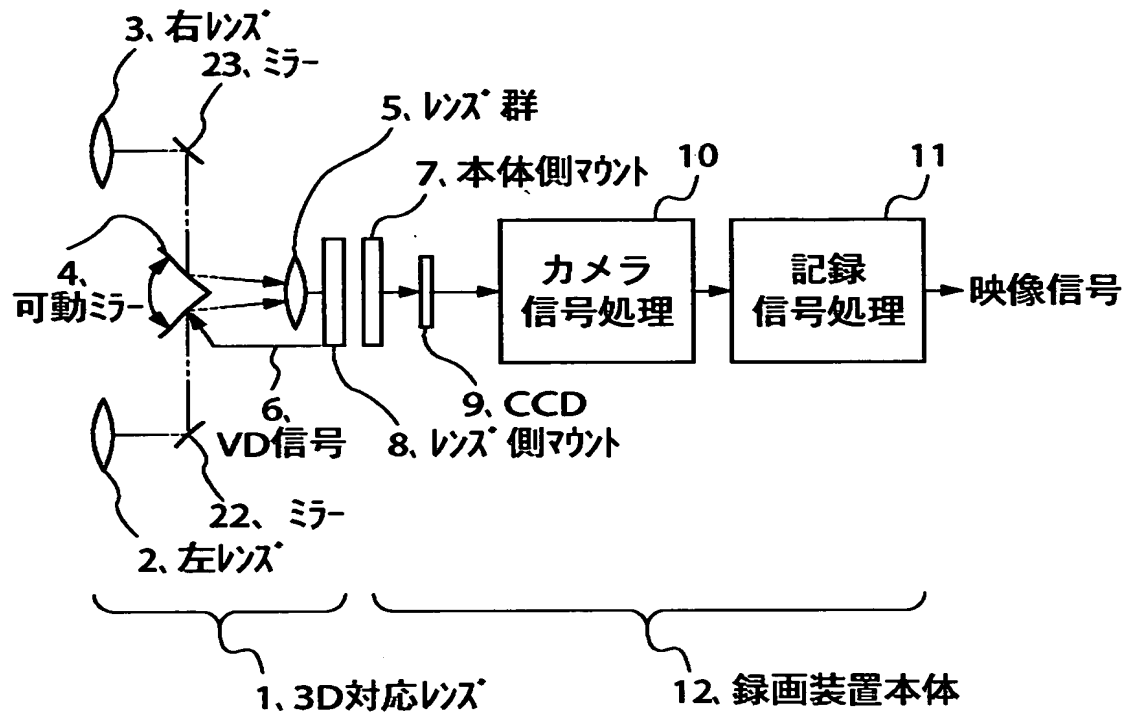 3、右レンズ
23、ミラー
5、レンズ群
7、本体側マウント
10
11
カメラ
信号処理
記録
信号処理
映像信号
4、
可動ミラー
6、
VD信号
9、CCD
8、レンズ側マウント
22、ミラー
2、左レンズ
1、3D対応レンズ
12、録画装置本体